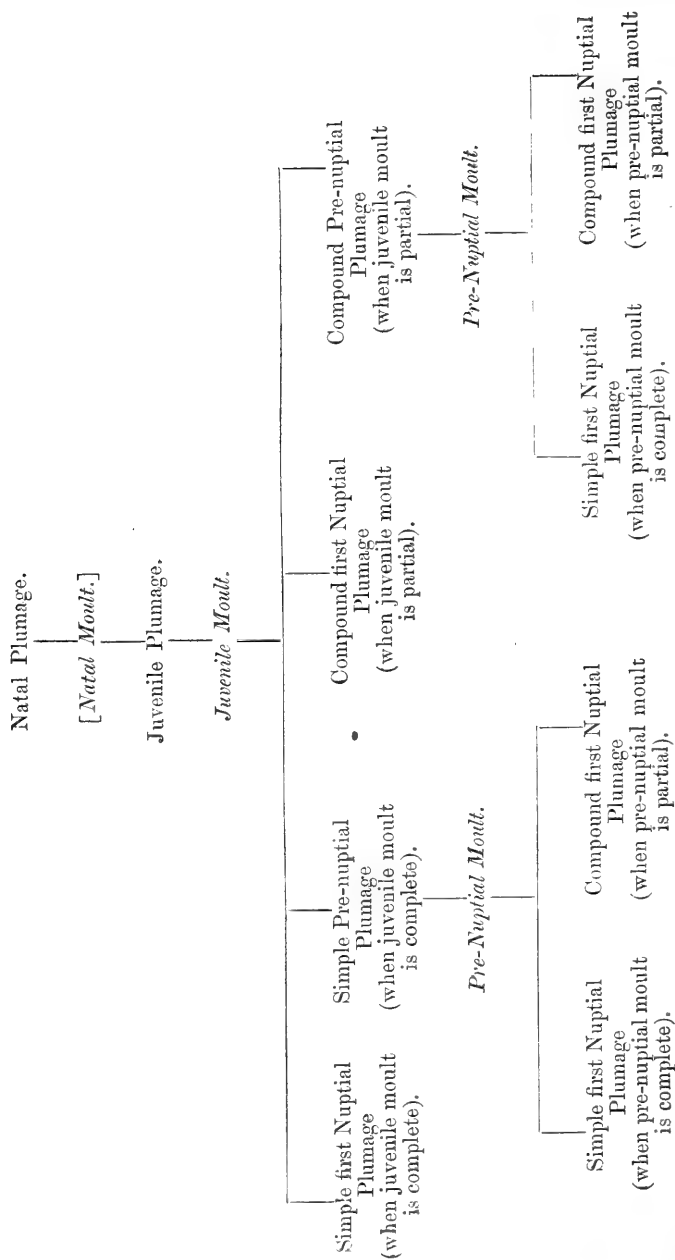 Natal Plumage.
[Natal Moult.]
Juvenile Plumage.
Juvenile Moult.
Simple first Nuptial
Plumage
(when juvenile moult
is complete).
Simple Pre-nuptial
Plumage
(when juvenile moult
is complete).
Compound first Nuptial
Plumage
(when juvenile moult
is partial).
Compound Pre-nuptial
Plumage
(when juvenile moult
is partial).
Pre-Nuptial Moult.
Pre-Nuptial Moult.
Simple first Nuptial
Plumage
(when pre-nuptial moult
is complete).
Compound first Nuptial
Plumage
(when pre-nuptial moult
is partial).
Simple first Nuptial
Plumage
(when pre-nuptial moult
is complete).
Compound first Nuptial
Plumage
(when pre-nuptial moult
is partial).